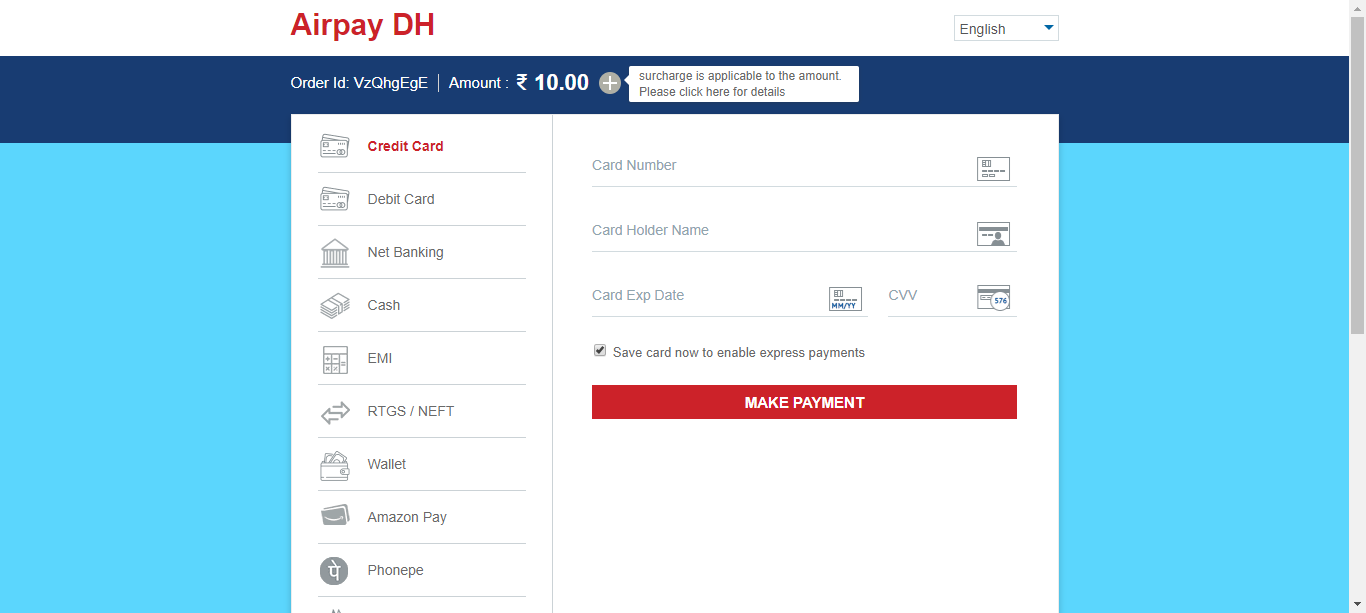 Airpay DH
English
Order Id: VzQhgEgE | Amount : ₹ 10.00
surcharge is applicable to the amount.
Please click here for details
Credit Card
Debit Card
Net Banking
Cash
EMI
RTGS / NEFT
Wallet
Amazon Pay
पे
Phonepe
Card Number
Card Holder Name
Card Exp Date
MM/YY
CVV
576
Save card now to enable express payments
MAKE PAYMENT